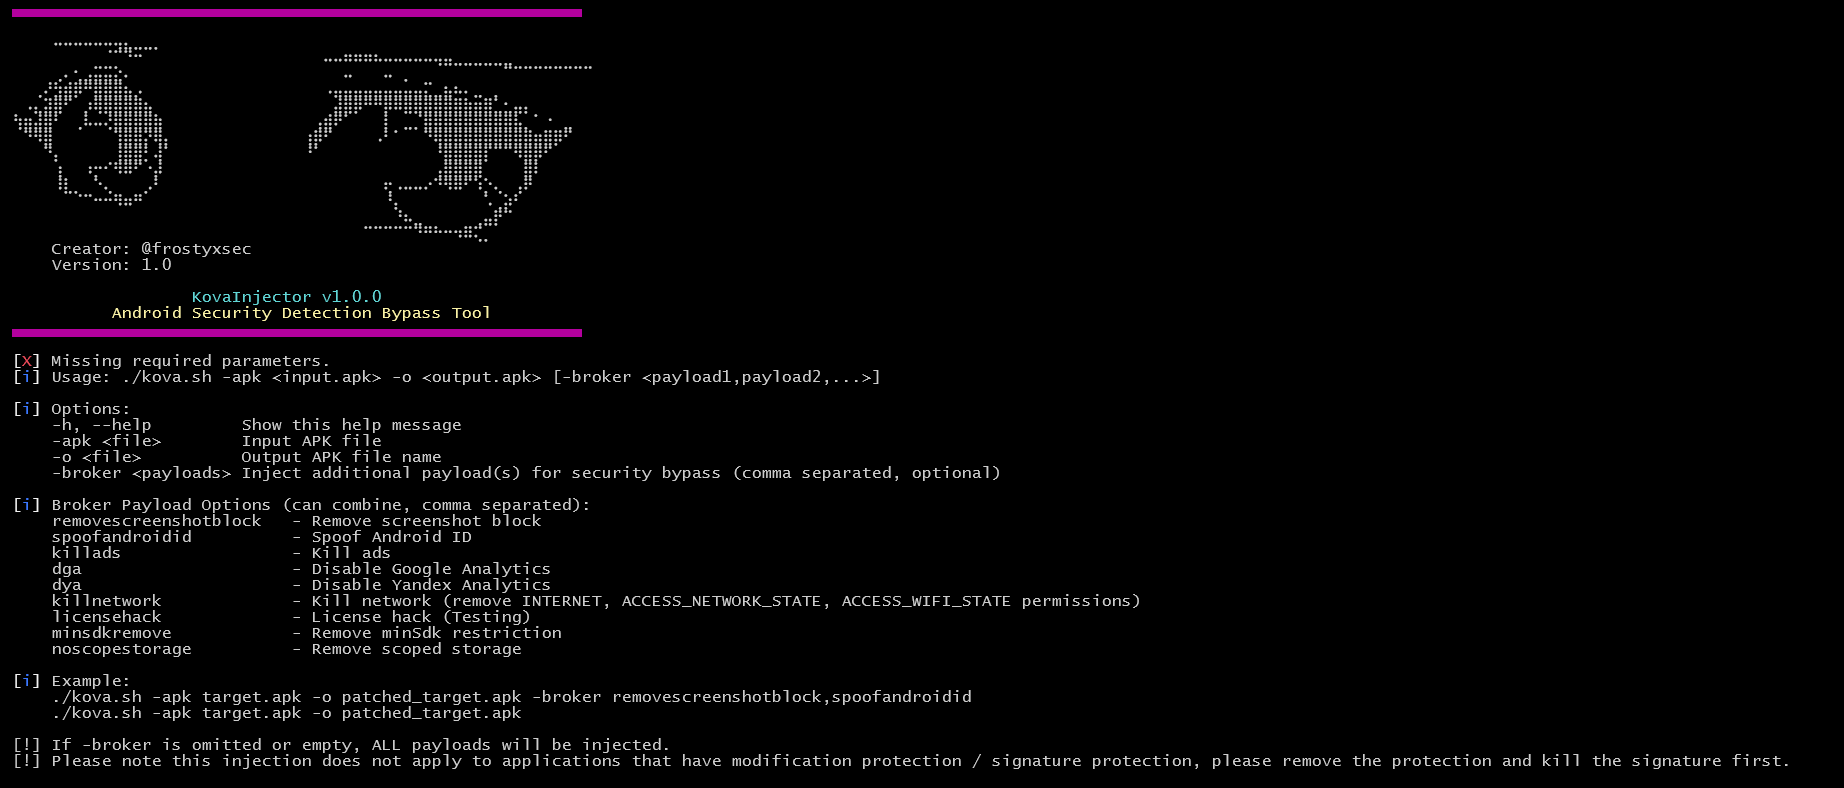 Creator: @frostyxsec
Version: 1.0
KovaInjector v1.0.0
Android Security Detection Bypass Tool
[X] Missing required parameters.
[i] Usage: ./kova.sh -apk <input.apk> -o <output.apk> [-broker <payload1,payload2,...>]
[i] Options:
-h, --help         Show this help message
-apk <file>        Input APK file
-o <file>          Output APK file name
-broker <payloads> Inject additional payload(s) for security bypass (comma separated, optional)
[i] Broker Payload Options (can combine, comma separated):
removescreenshotblock   - Remove screenshot block
spoofandroidid          - Spoof Android ID
killads                 - Kill ads
dga                     - Disable Google Analytics
dya                     - Disable Yandex Analytics
killnetwork             - Kill network (remove INTERNET, ACCESS_NETWORK_STATE, ACCESS_WIFI_STATE permissions)
licensehack             - License hack (Testing)
minsdkremove            - Remove minSdk restriction
noscopestorage          - Remove scoped storage
[i] Example:
./kova.sh -apk target.apk -o patched_target.apk -broker removescreenshotblock,spoofandroidid
./kova.sh -apk target.apk -o patched_target.apk
[!] If -broker is omitted or empty, ALL payloads will be injected.
[!] Please note this injection does not apply to applications that have modification protection / signature protection, please remove the protection and kill the signature first.